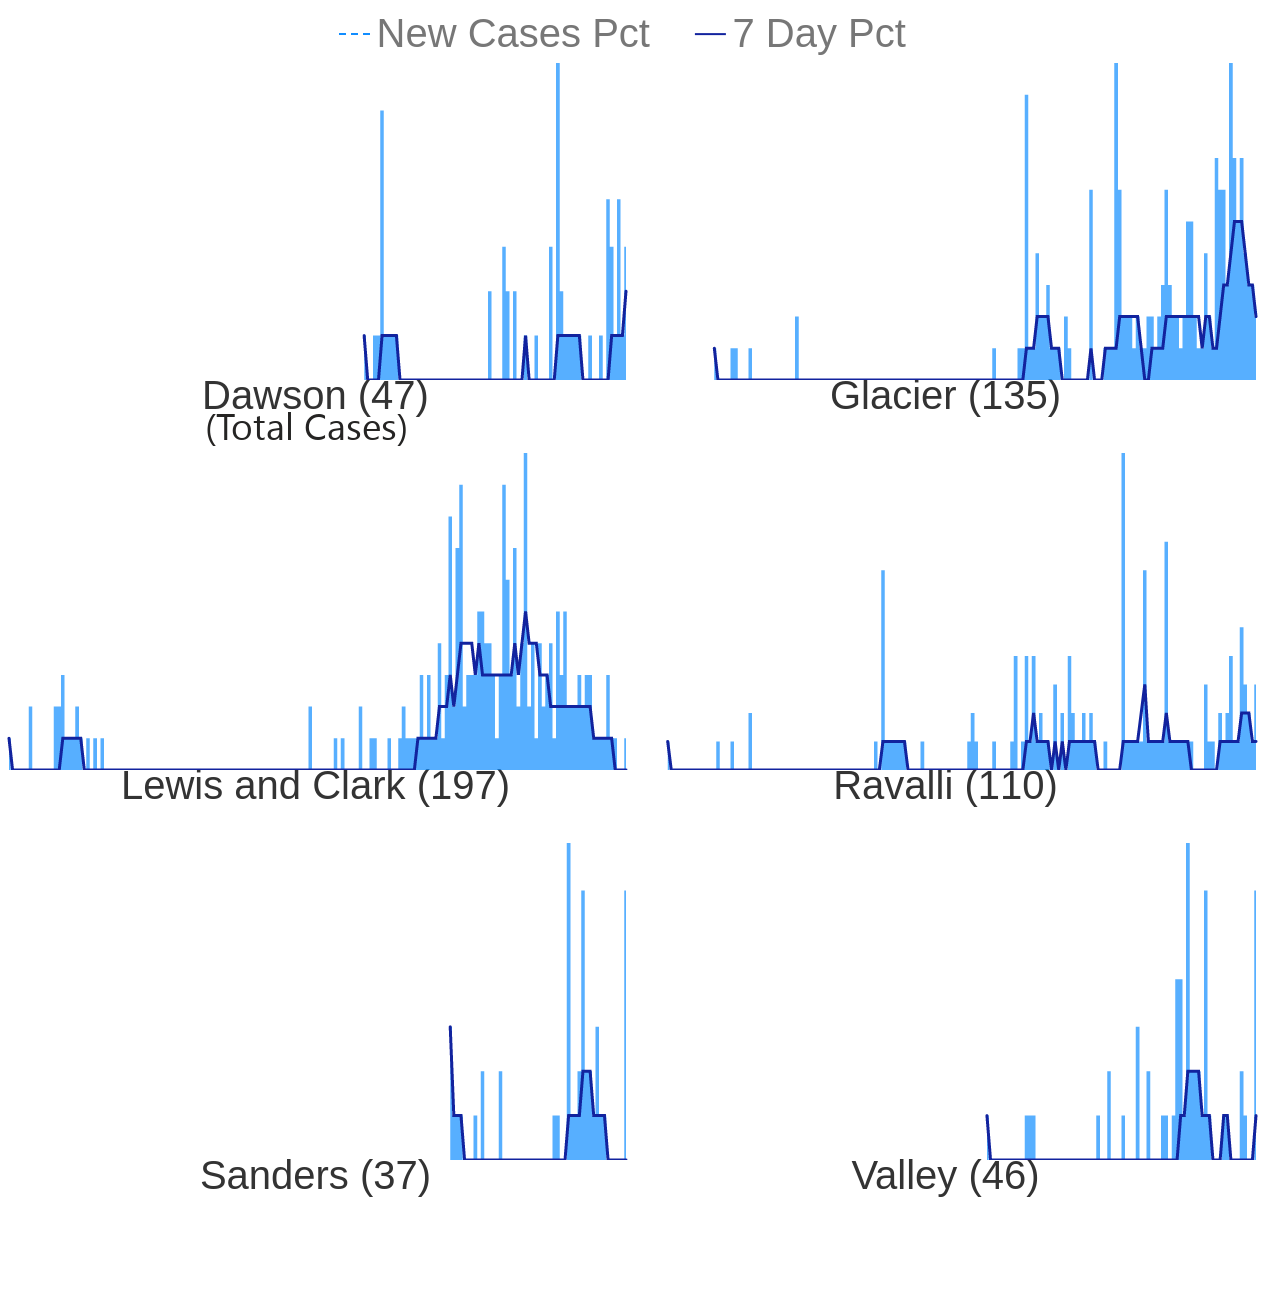 New Cases Pct 7 Day Pct
Dawson (47) Glacier (135)
(Total Cases)
Lewis and Clark (197) Ravalli (110)
Sanders (37) Valley (46)